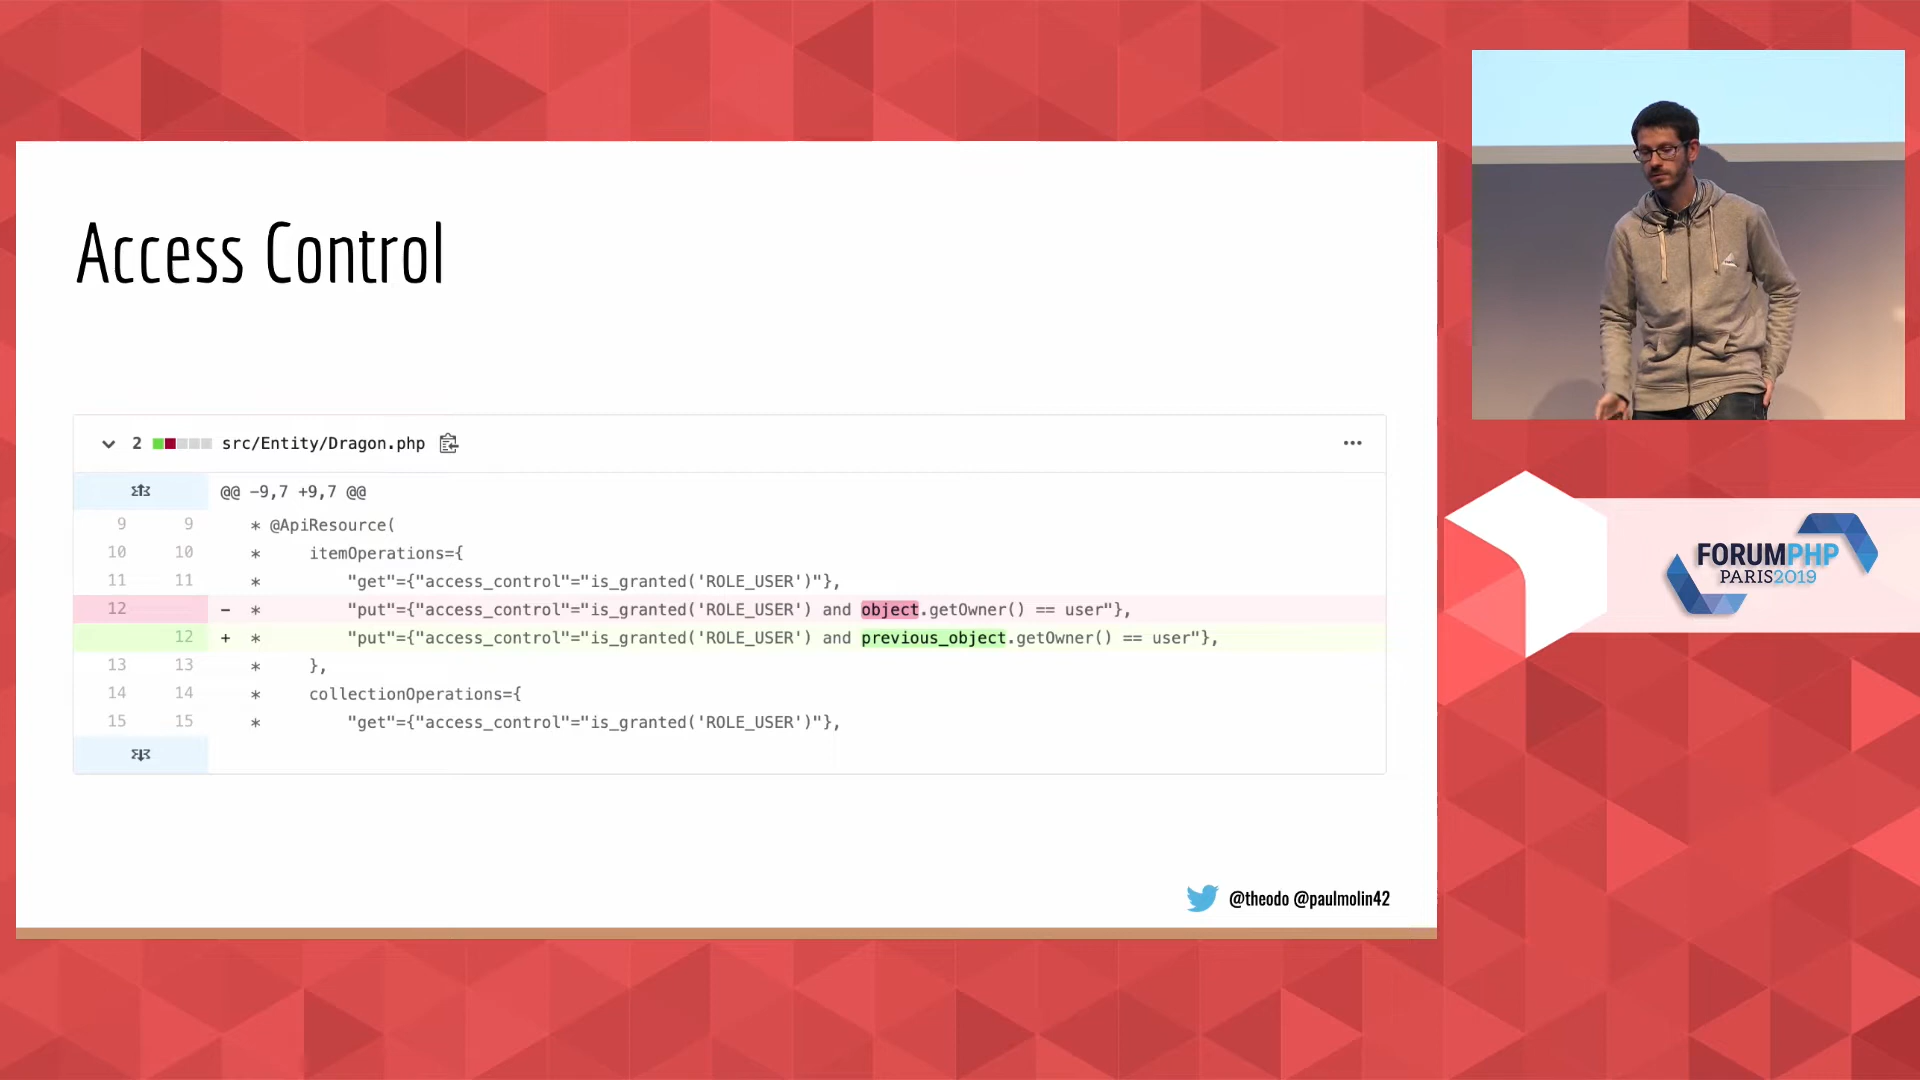 Access Control
2 src/Entity/Dragon.php
@@ -9,7 +9,7 @@
9 9 * @ApiResource(
10 10 * itemOperations={
11 11 * "get"={"access_control"="is_granted('ROLE_USER')"},
12 - * "put"={"access_control"="is_granted('ROLE_USER') and object.getOwner() == user"},
12 + * "put"={"access_control"="is_granted('ROLE_USER') and previous_object.getOwner() == user"},
13 13 * },
14 14 * collectionOperations={
15 15 * "get"={"access_control"="is_granted('ROLE_USER')"},
@theodo @paulmolin42
FORUMPHP
PARIS2019